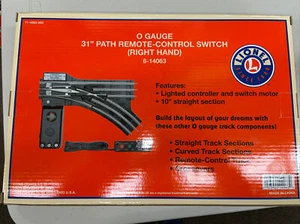 O GAUGE
31" PATH REMOTE-CONTROL SWITCH
(RIGHT HAND)
6-14063
LIONEL
Features:
• Lighted controller and switch motor
• 10" straight section
Build the layout of your dreams with
these other O gauge track components!
• Straight Track Sections
• Curved Track Sections
• Remote-Control